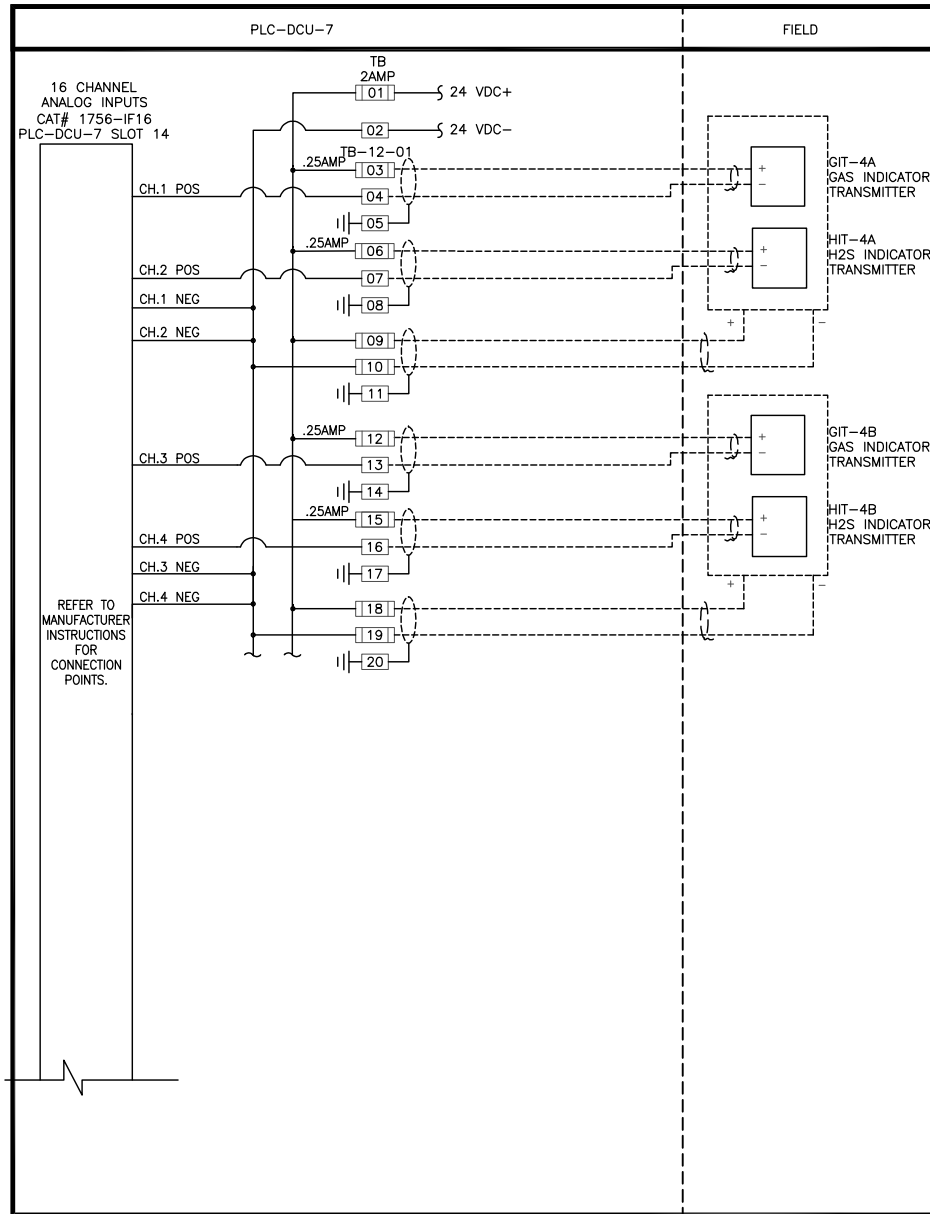 PLC-DCU-7
FIELD
16 CHANNEL
ANALOG INPUTS
CAT# 1756-IF16
PLC-DCU-7 SLOT 14
TB
2AMP
01
24 VDC+
02
24 VDC-
TB-12-01
.25AMP
03
CH.1 POS
04
05
.25AMP
06
CH.2 POS
07
CH.1 NEG
08
CH.2 NEG
09
10
11
.25AMP
12
CH.3 POS
13
14
.25AMP
15
CH.4 POS
16
CH.3 NEG
17
CH.4 NEG
18
19
20
REFER TO
MANUFACTURER
INSTRUCTIONS
FOR
CONNECTION
POINTS.
+
-
GIT-4A
GAS INDICATOR
TRANSMITTER
+
-
HIT-4A
H2S INDICATOR
TRANSMITTER
+
-
+
-
GIT-4B
GAS INDICATOR
TRANSMITTER
+
-
HIT-4B
H2S INDICATOR
TRANSMITTER
+
-